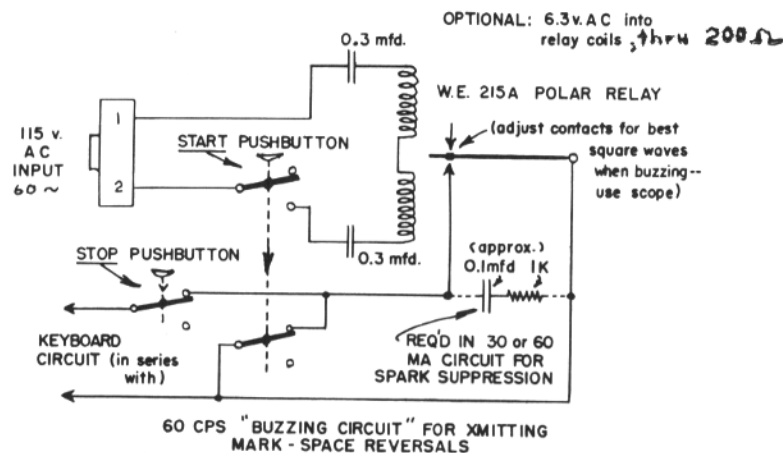 OPTIONAL: 6.3v. AC into
relay coils, thru 200Ω
0.3 mfd.
W.E. 215A POLAR RELAY
115 v.
AC
INPUT
60 ~
1
2
START PUSHBUTTON
(adjust contacts for best
square waves
when buzzing--
use scope)
STOP PUSHBUTTON
0.3 mfd.
(approx.)
0.1mfd 1K
KEYBOARD
CIRCUIT (in series
with)
REQ'D IN 30 or 60
MA CIRCUIT FOR
SPARK SUPPRESSION
60 CPS "BUZZING CIRCUIT" FOR XMITTING
MARK-SPACE REVERSALS